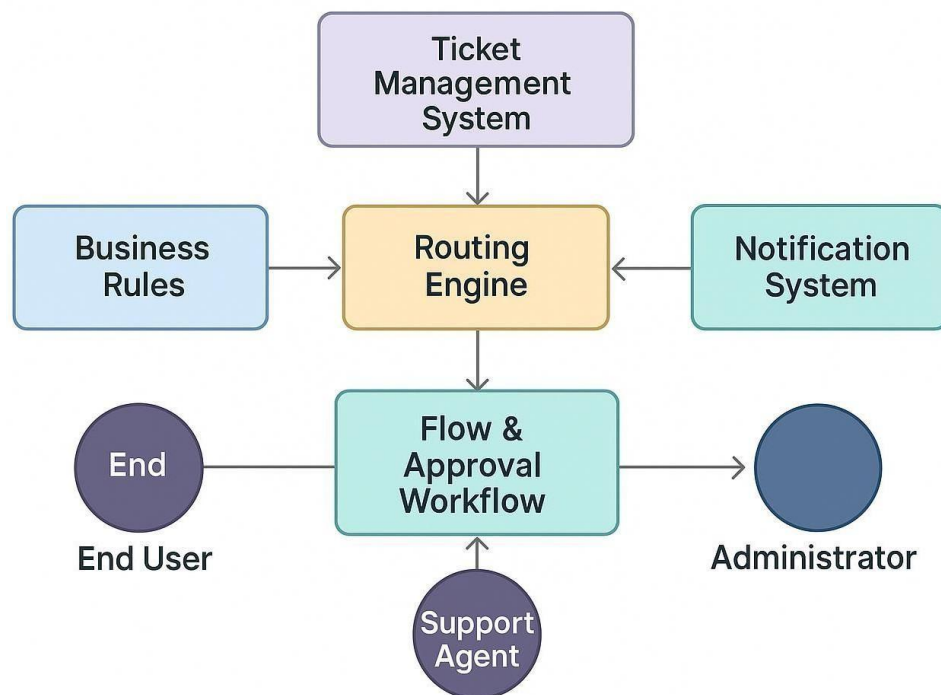 Ticket
Management
System
Business
Rules
Routing
Engine
Notification
System
End
End User
Flow &
Approval
Workflow
Administrator
Support
Agent